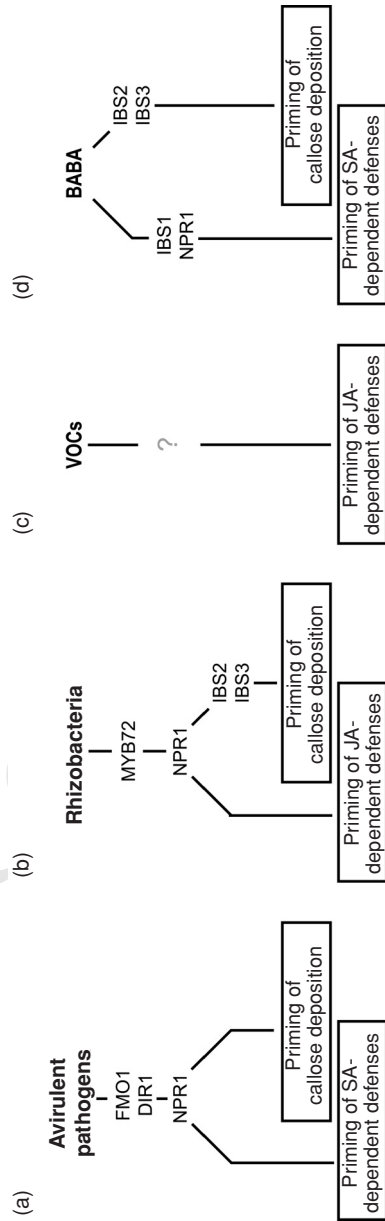 (a)
Avirulent
pathogens
FMO1
DIR1
NPR1
Priming of
callose deposition
Priming of SA-
dependent defenses
(b)
Rhizobacteria
MYB72
NPR1
IBS2
IBS3
Priming of
callose deposition
Priming of JA-
dependent defenses
(c)
VOCs
?
Priming of JA-
dependent defenses
(d)
BABA
IBS1
NPR1
IBS2
IBS3
Priming of
callose deposition
Priming of SA-
dependent defenses